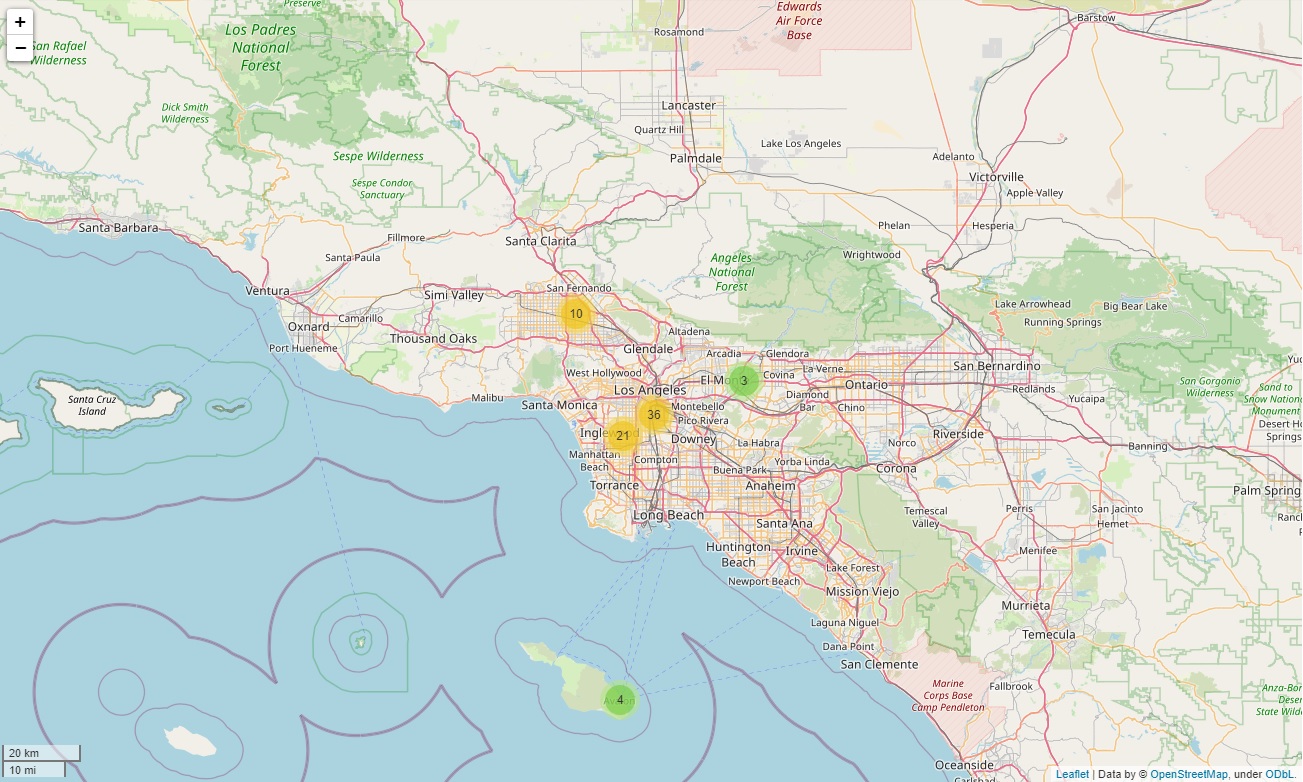 Preserve
Edwards
Air Force
Base
Barstow
+
−
San Rafael
Wilderness
Los Padres
National
Forest
Rosamond
Dick Smith
Wilderness
Lancaster
Quartz Hill
Lake Los Angeles
Sespe Wilderness
Palmdale
Adelanto
Victorville
Sespe Condor
Sanctuary
Apple Valley
Santa Barbara
Fillmore
Santa Clarita
Phelan
Hesperia
Santa Paula
Angeles
National
Forest
Wrightwood
Ventura
Simi Valley
San Fernando
Lake Arrowhead
Big Bear Lake
Running Springs
Camarillo
10
Oxnard
Altadena
Thousand Oaks
Port Hueneme
Glendale
Arcadia
Glendora
San Bernardino
West Hollywood
La Verne
Covina
El Mon
3
Ontario
San Gorgonio
Wilderness
Sand to
Snow National
Monument
Redlands
Los Angeles
Santa Cruz
Island
Malibu
Santa Monica
Diamond
Bar
Chino
Yucaipa
Montebello
36
Pico Rivera
Desert Ho
Springs
Inglewood
21
Downey
La Habra
Norco
Riverside
Banning
Manhattan
Beach
Compton
Yorba Linda
Buena Park
Corona
Torrance
Anaheim
Palm Spring
Long Beach
Santa Ana
Temescal
Valley
Perris
San Jacinto
Hemet
Ranc
Huntington
Beach
Irvine
Menifee
Lake Forest
Newport Beach
Mission Viejo
Murrieta
Laguna Niguel
Temecula
Dana Point
San Clemente
Marine
Corps Base
Camp Pendleton
Fallbrook
Anza-Bor
Deser
State Wild
4
Oceanside
Carlsbad
20 km
10 mi
Leaflet | Data by © OpenStreetMap, under ODbL.